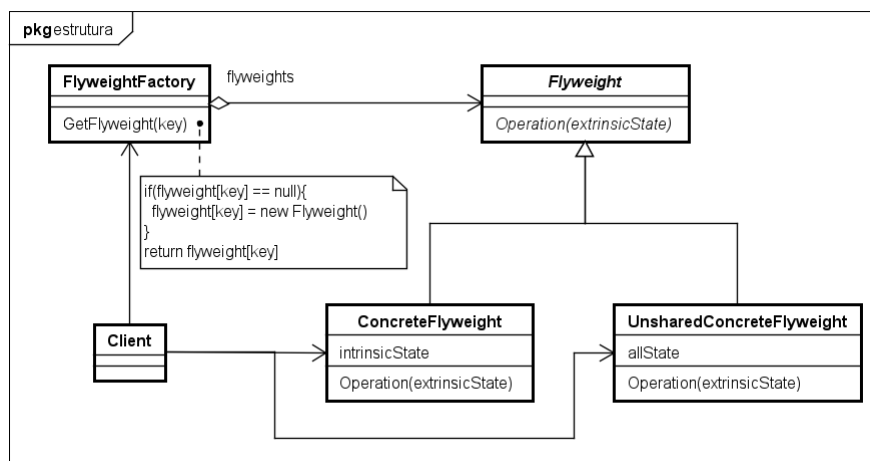 pkg estrutura
FlyweightFactory
GetFlyweight(key)
flyweights
Flyweight
Operation(extrinsicState)
if(flyweight[key] == null){
flyweight[key] = new Flyweight()
}
return flyweight[key]
Client
ConcreteFlyweight
intrinsicState
Operation(extrinsicState)
UnsharedConcreteFlyweight
allState
Operation(extrinsicState)